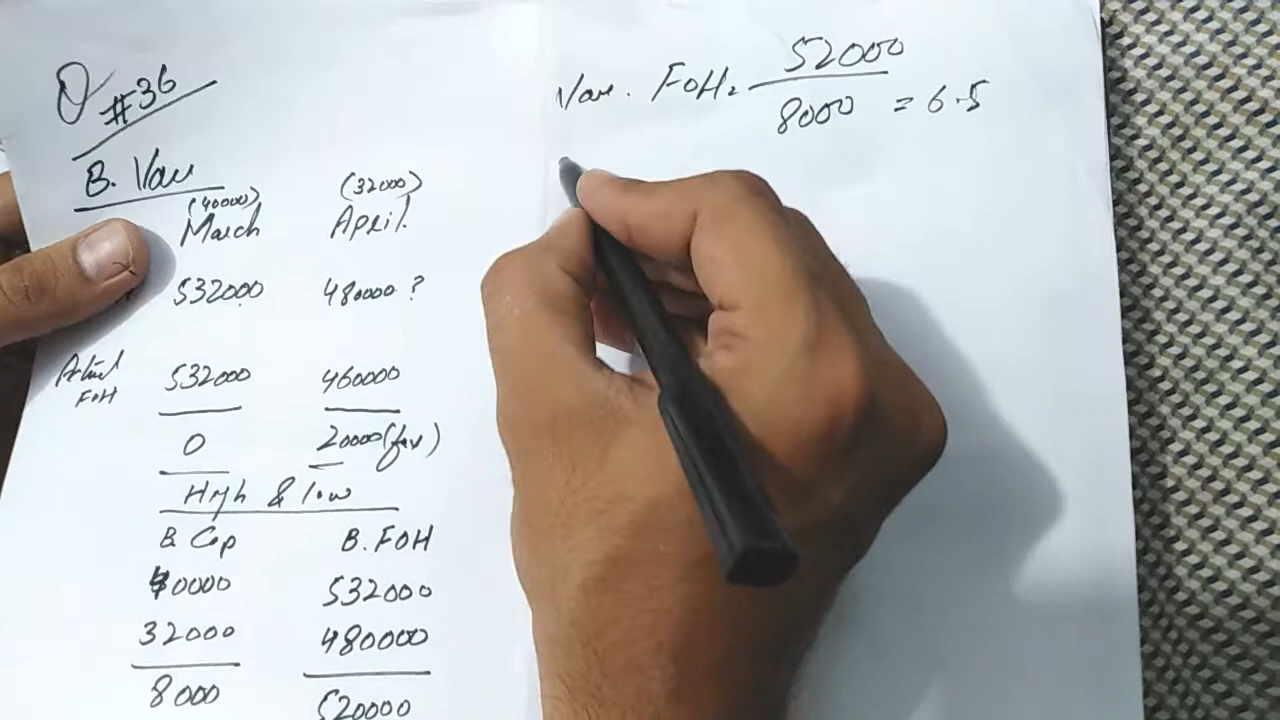 Q #36
B. Var
(40000) (32000)
March April.
532000 480000 ?
Actual FOH 532000 460000
0 20000 (fav)
High & low
B. Cap B. FOH
40000 532000
32000 480000
8000 520000
Var. FOH = 52000 / 8000 = 6.5